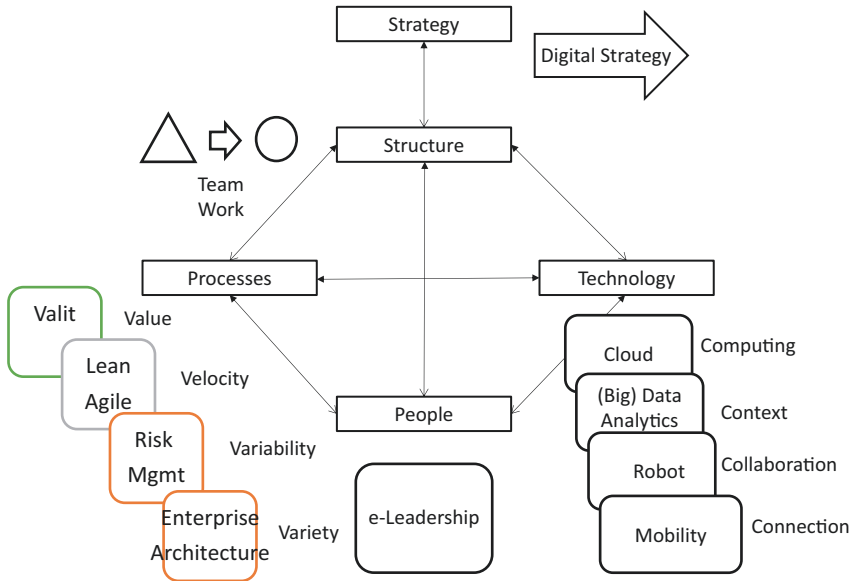 Strategy
Digital Strategy
Structure
Team
Work
Processes
Technology
Valit
Value
Lean
Agile
Velocity
Risk
Mgmt
Variability
Enterprise
Architecture
Variety
People
e-Leadership
Cloud
Computing
(Big) Data
Analytics
Context
Robot
Collaboration
Mobility
Connection